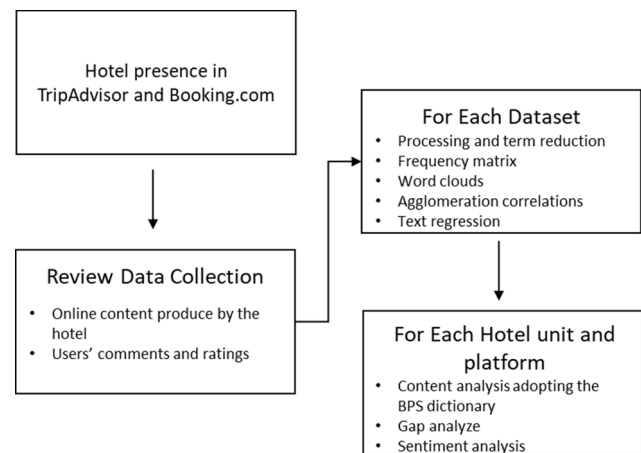 Hotel presence in
TripAdvisor and Booking.com
Review Data Collection
• Online content produce by the
hotel
• Users’ comments and ratings
For Each Dataset
• Processing and term reduction
• Frequency matrix
• Word clouds
• Agglomeration correlations
• Text regression
For Each Hotel unit and
platform
• Content analysis adopting the
BPS dictionary
• Gap analyze
• Sentiment analysis